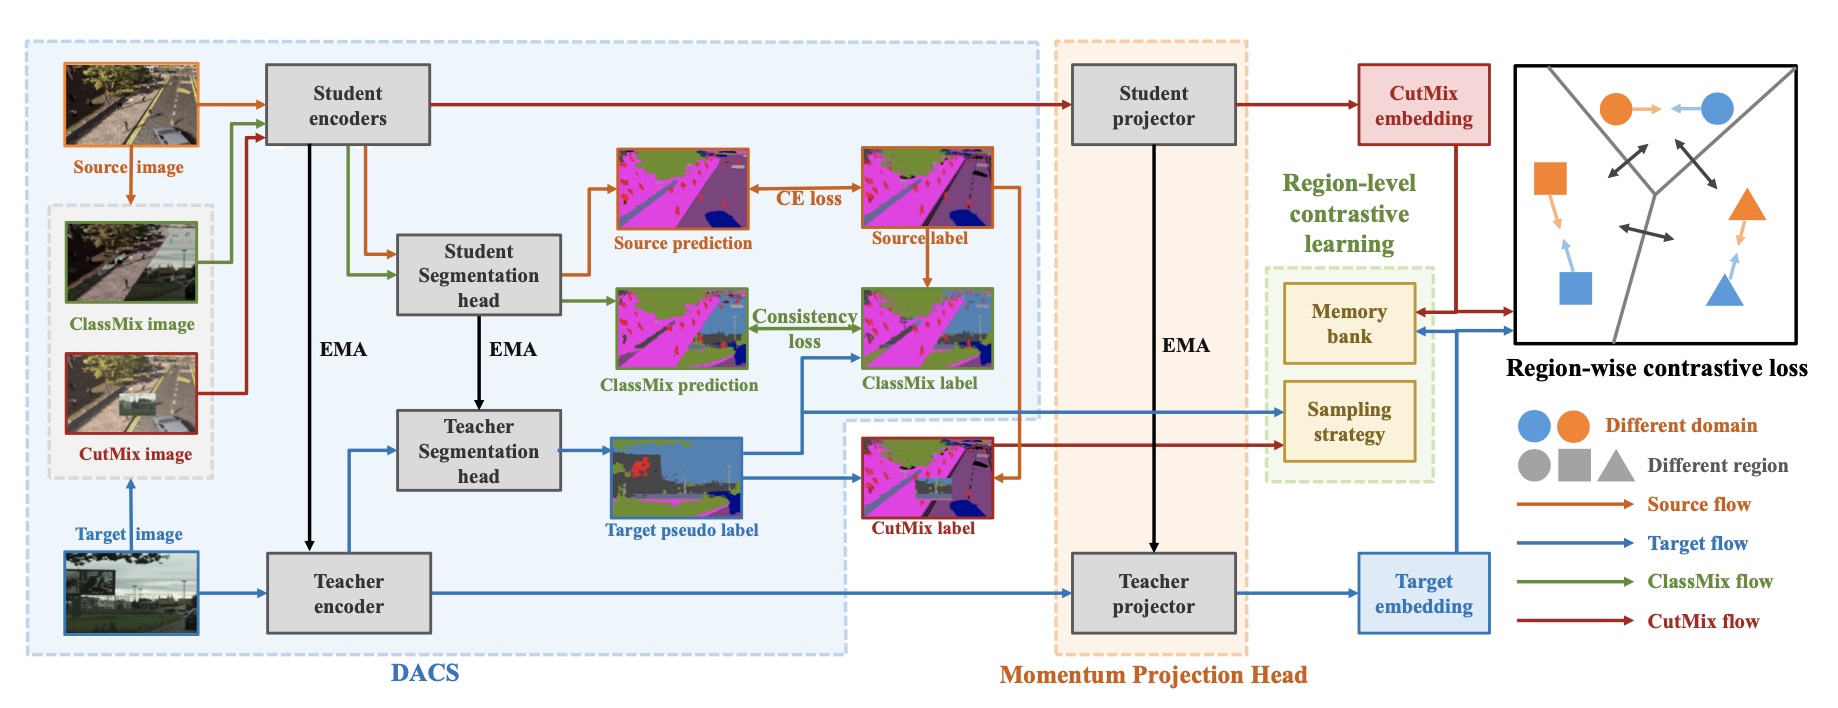 Source image
ClassMix image
CutMix image
Target image
Student
encoders
EMA
Teacher
encoder
Student
Segmentation
head
EMA
Teacher
Segmentation
head
Source prediction
CE loss
Source label
ClassMix prediction
Consistency
loss
ClassMix label
Target pseudo label
CutMix label
DACS
Student
projector
EMA
Teacher
projector
Momentum Projection Head
CutMix
embedding
Region-level
contrastive
learning
Memory
bank
Sampling
strategy
Target
embedding
Region-wise contrastive loss
Different domain
Different region
Source flow
Target flow
ClassMix flow
CutMix flow